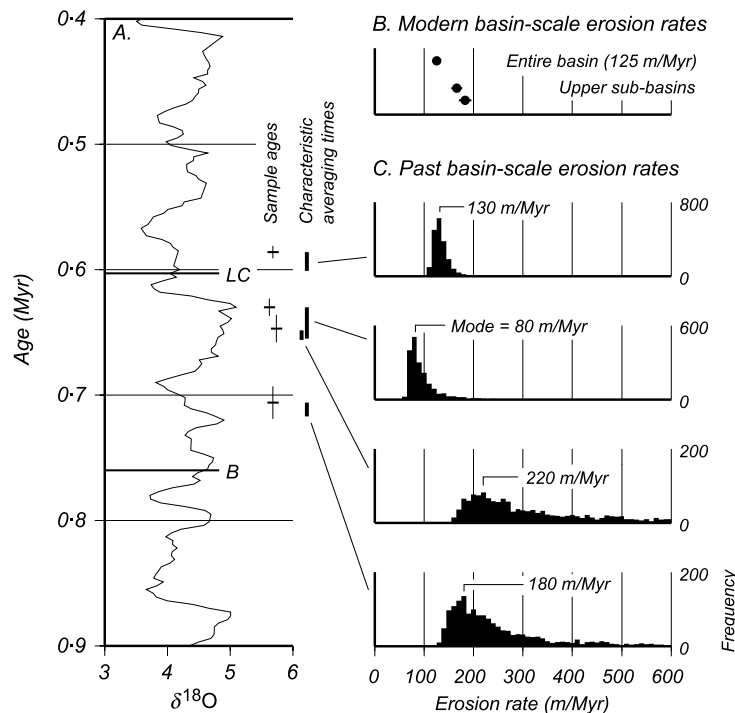 A.
0·4
0·5
0·6
0·7
0·8
0·9
Age (Myr)
3 4 5 6
δ18O
LC
B
Sample ages
Characteristic
averaging times
B. Modern basin-scale erosion rates
Entire basin (125 m/Myr)
Upper sub-basins
C. Past basin-scale erosion rates
130 m/Myr
800
0
Mode = 80 m/Myr
600
0
220 m/Myr
200
0
180 m/Myr
200
0
Frequency
0 100 200 300 400 500 600
Erosion rate (m/Myr)